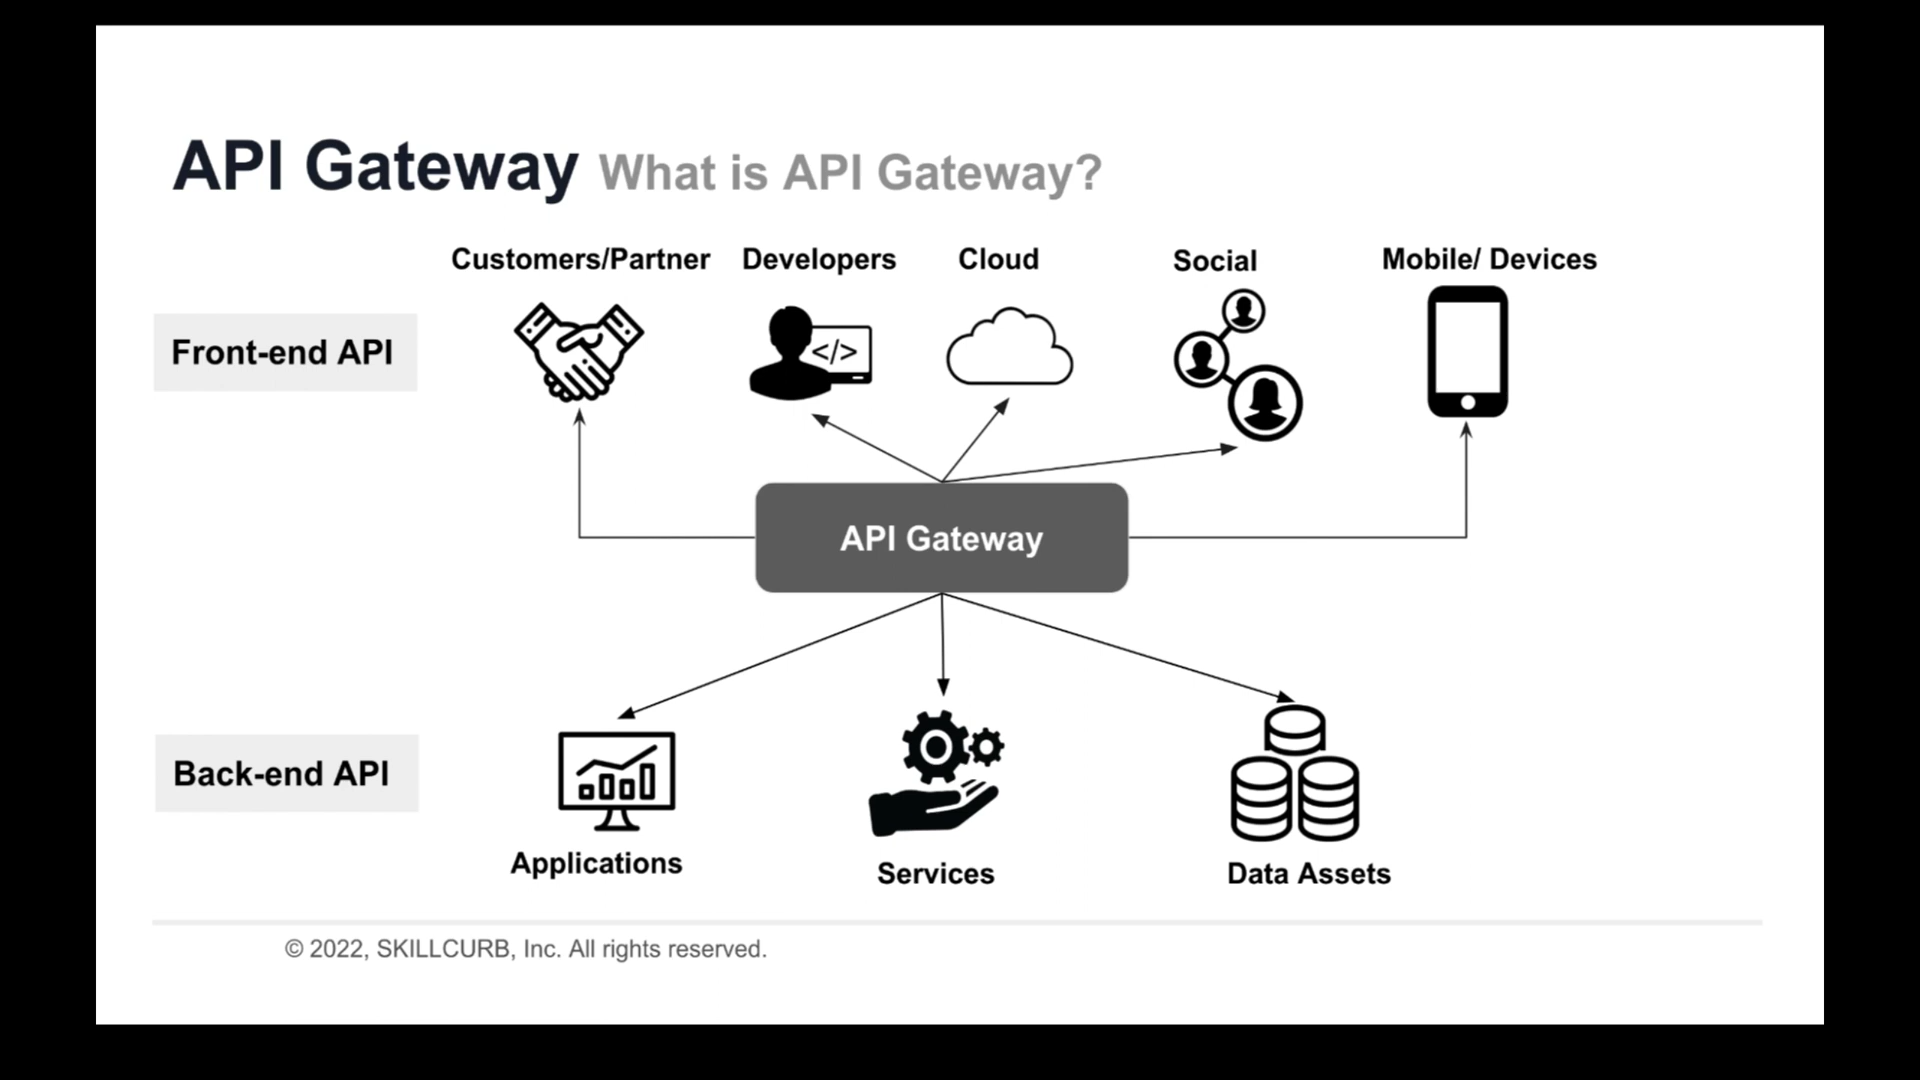 API Gateway What is API Gateway?
Customers/Partner Developers Cloud Social Mobile/ Devices
Front-end API
</>
API Gateway
Back-end API
Applications Services Data Assets
© 2022, SKILLCURB, Inc. All rights reserved.